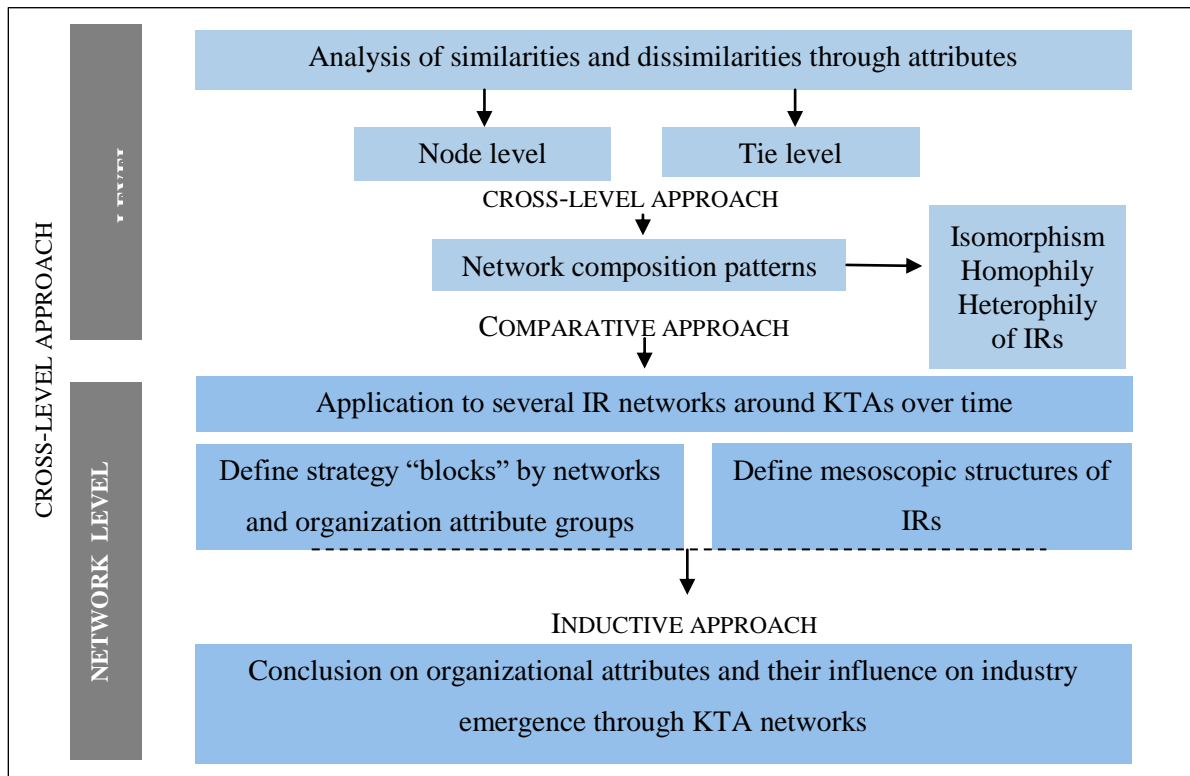 Analysis of similarities and dissimilarities through attributes
Node level
Tie level
CROSS-LEVEL APPROACH
Network composition patterns
Isomorphism
Homophily
Heterophily
of IRs
COMPARATIVE APPROACH
Application to several IR networks around KTAs over time
Define strategy “blocks” by networks
and organization attribute groups
Define mesoscopic structures of
IRs
INDUCTIVE APPROACH
Conclusion on organizational attributes and their influence on industry
emergence through KTA networks
CROSS-LEVEL APPROACH
NETWORK LEVEL